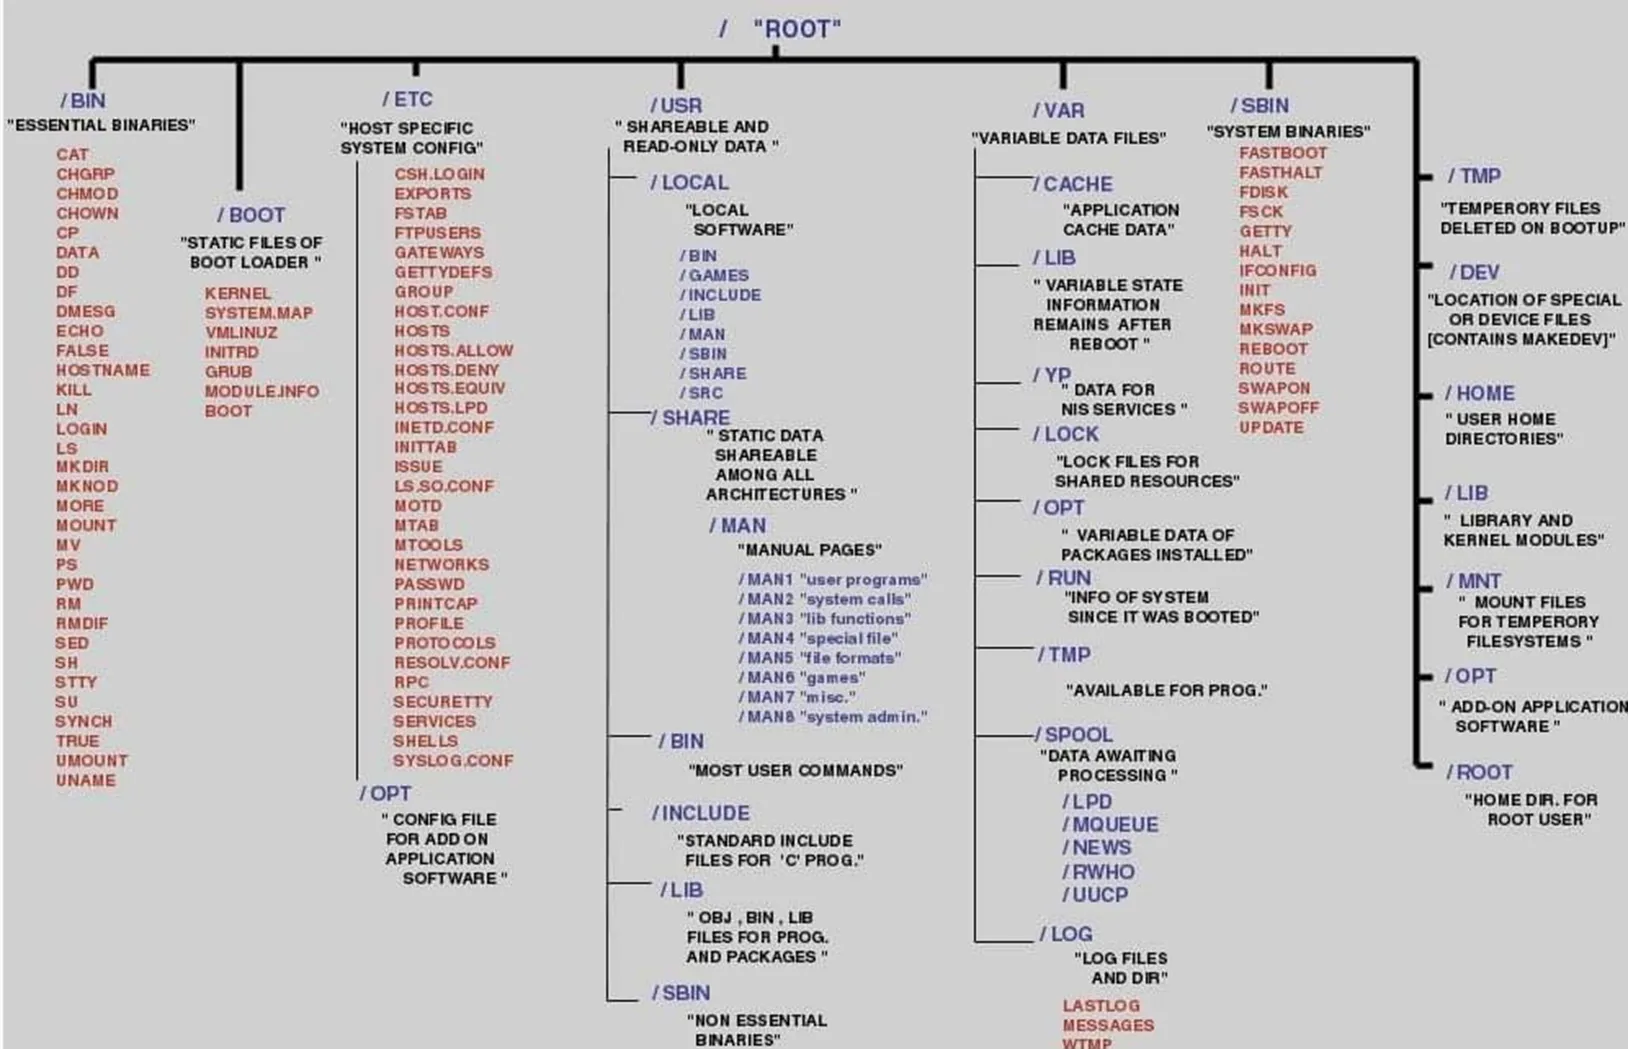 / "ROOT"
/ BIN
"ESSENTIAL BINARIES"
CAT
CHGRP
CHMOD
CHOWN
CP
DATA
DD
DF
DMESG
ECHO
FALSE
HOSTNAME
KILL
LN
LOGIN
LS
MKDIR
MKNOD
MORE
MOUNT
MV
PS
PWD
RM
RMDIF
SED
SH
STTY
SU
SYNCH
TRUE
UMOUNT
UNAME
/ BOOT
"STATIC FILES OF
BOOT LOADER "
KERNEL
SYSTEM.MAP
VMLINUZ
INITRD
GRUB
MODULE.INFO
BOOT
/ ETC
"HOST SPECIFIC
SYSTEM CONFIG"
CSH.LOGIN
EXPORTS
FSTAB
FTPUSERS
GATEWAYS
GETTYDEFS
GROUP
HOST.CONF
HOSTS
HOSTS.ALLOW
HOSTS.DENY
HOSTS.EQUIV
HOSTS.LPD
INETD.CONF
INITTAB
ISSUE
LS.SO.CONF
MOTD
MTAB
MTOOLS
NETWORKS
PASSWD
PRINTCAP
PROFILE
PROTOCOLS
RESOLV.CONF
RPC
SECURETTY
SERVICES
SHELLS
SYSLOG.CONF
/ OPT
" CONFIG FILE
FOR ADD ON
APPLICATION
SOFTWARE "
/ USR
" SHAREABLE AND
READ-ONLY DATA "
/ LOCAL
"LOCAL
SOFTWARE"
/ BIN
/ GAMES
/ INCLUDE
/ LIB
/ MAN
/ SBIN
/ SHARE
/ SRC
/ SHARE
" STATIC DATA
SHAREABLE
AMONG ALL
ARCHITECTURES "
/ MAN
"MANUAL PAGES"
/ MAN1 "user programs"
/ MAN2 "system calls"
/ MAN3 "lib functions"
/ MAN4 "special file"
/ MAN5 "file formats"
/ MAN6 "games"
/ MAN7 "misc."
/ MAN8 "system admin."
/ BIN
"MOST USER COMMANDS"
/ INCLUDE
"STANDARD INCLUDE
FILES FOR 'C' PROG."
/ LIB
" OBJ , BIN , LIB
FILES FOR PROG.
AND PACKAGES "
/ SBIN
"NON ESSENTIAL
BINARIES"
/ VAR
"VARIABLE DATA FILES"
/ CACHE
"APPLICATION
CACHE DATA"
/ LIB
" VARIABLE STATE
INFORMATION
REMAINS AFTER
REBOOT "
/ YP
" DATA FOR
NIS SERVICES "
/ LOCK
"LOCK FILES FOR
SHARED RESOURCES"
/ OPT
" VARIABLE DATA OF
PACKAGES INSTALLED"
/ RUN
"INFO OF SYSTEM
SINCE IT WAS BOOTED"
/ TMP
"AVAILABLE FOR PROG."
/ SPOOL
"DATA AWAITING
PROCESSING "
/ LPD
/ MQUEUE
/ NEWS
/ RWHO
/ UUCP
/ LOG
"LOG FILES
AND DIR"
LASTLOG
MESSAGES
WTMP
/ SBIN
"SYSTEM BINARIES"
FASTBOOT
FASTHALT
FDISK
FSCK
GETTY
HALT
IFCONFIG
INIT
MKFS
MKSWAP
REBOOT
ROUTE
SWAPON
SWAPOFF
UPDATE
/ TMP
"TEMPERORY FILES
DELETED ON BOOTUP"
/ DEV
"LOCATION OF SPECIAL
OR DEVICE FILES
[CONTAINS MAKEDEV]"
/ HOME
" USER HOME
DIRECTORIES"
/ LIB
" LIBRARY AND
KERNEL MODULES"
/ MNT
" MOUNT FILES
FOR TEMPERORY
FILESYSTEMS "
/ OPT
" ADD-ON APPLICATION
SOFTWARE "
/ROOT
"HOME DIR. FOR
ROOT USER"